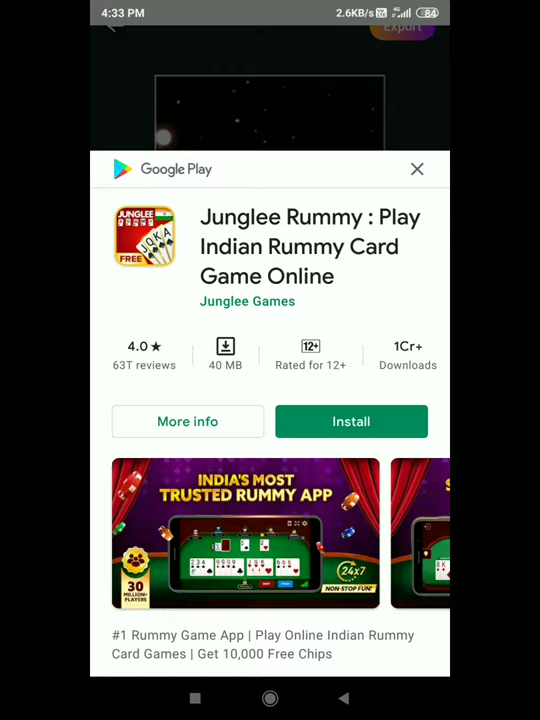 4:33 PM 2.6KB/s 4G 84
Export
Google Play
JUNGLEE
FREE
Junglee Rummy : Play
Indian Rummy Card
Game Online
Junglee Games
4.0★
63T reviews
40 MB
12+
Rated for 12+
1Cr+
Downloads
More info
Install
INDIA'S MOST
TRUSTED RUMMY APP
30
MILLION+
PLAYERS
24x7
NON-STOP FUN!
#1 Rummy Game App | Play Online Indian Rummy
Card Games | Get 10,000 Free Chips